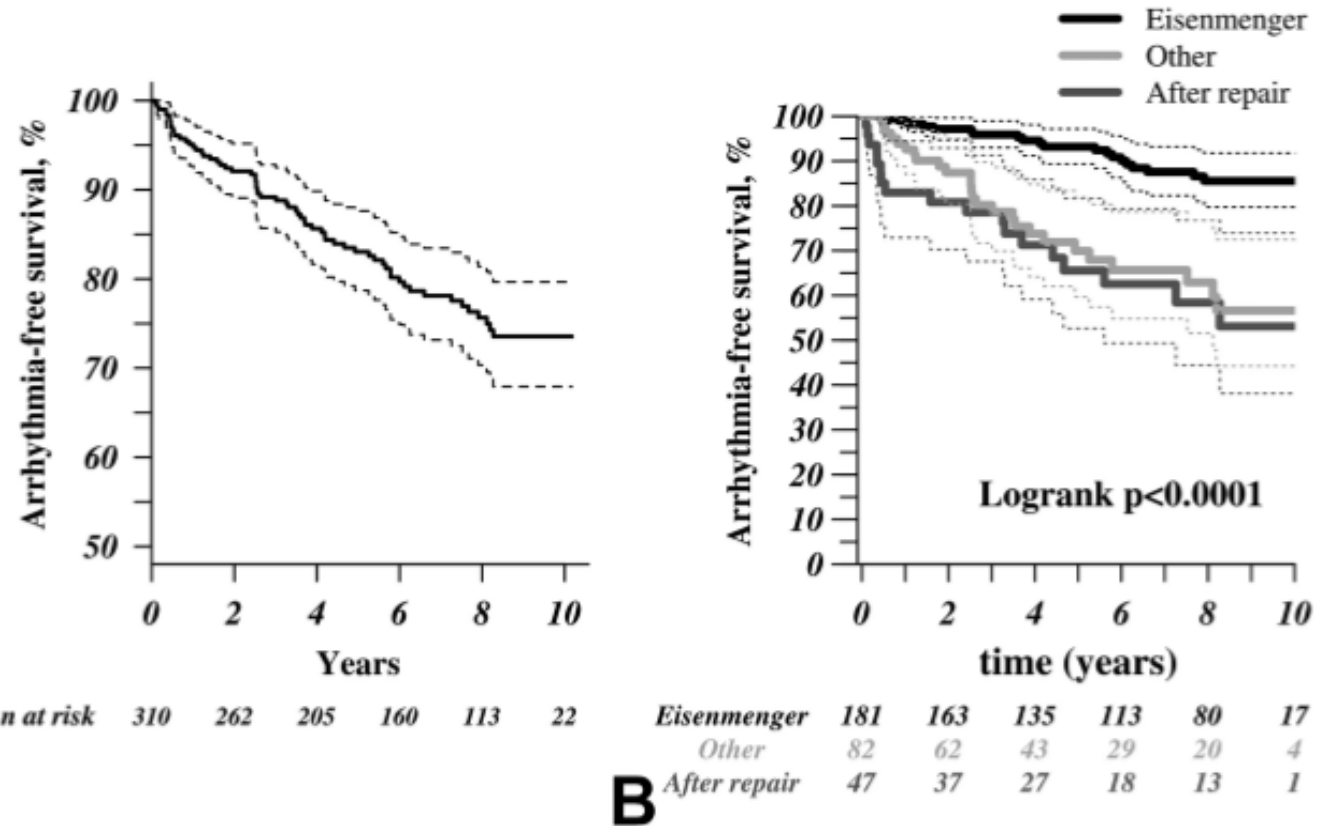 Arrhythmia-free survival, %
100
90
80
70
60
50
0 2 4 6 8 10
Years
n at risk 310 262 205 160 113 22
Eisenmenger
Other
After repair
Arrhythmia-free survival, %
100
90
80
70
60
50
40
30
20
10
0
Logrank p<0.0001
0 2 4 6 8 10
time (years)
Eisenmenger 181 163 135 113 80 17
Other 82 62 43 29 20 4
After repair 47 37 27 18 13 1
B